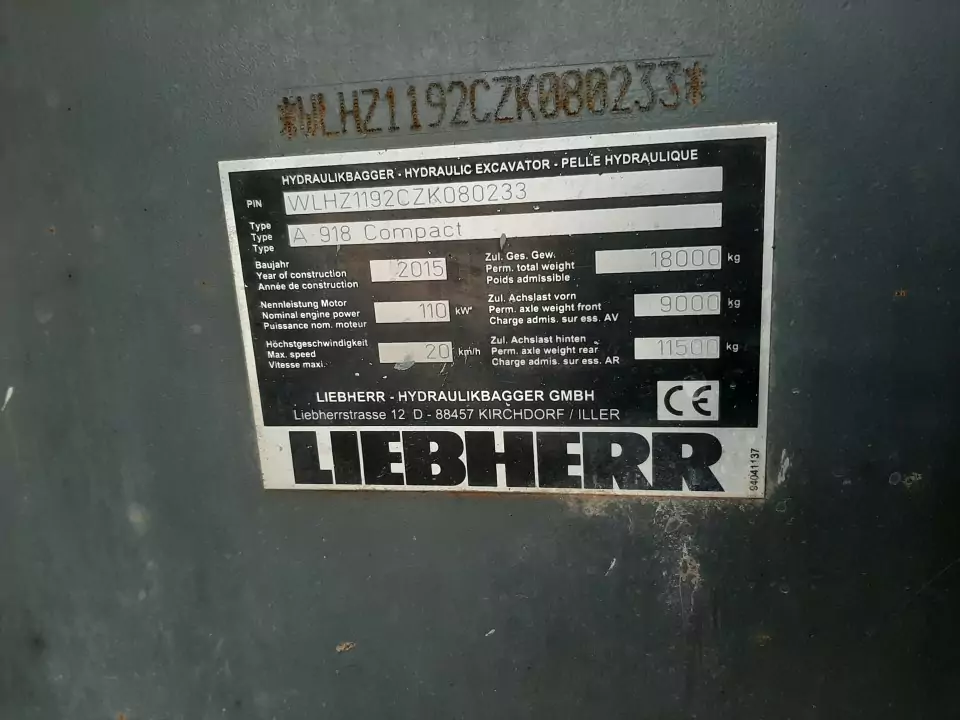 *WLHZ1192CZK080233*
HYDRAULIKBAGGER - HYDRAULIC EXCAVATOR - PELLE HYDRAULIQUE
PIN WLHZ1192CZK080233
Type
Type A 918 Compact
Type
Baujahr
Year of construction 2015
Année de construction
Zul. Ges. Gew.
Perm. total weight 18000 kg
Poids admissible
Nennleistung Motor
Nominal engine power 110 kW
Puissance nom. moteur
Zul. Achslast vorn
Perm. axle weight front 9000 kg
Charge admis. sur ess. AV
Höchstgeschwindigkeit
Max. speed 20 km/h
Vitesse maxi.
Zul. Achslast hinten
Perm. axle weight rear 11500 kg
Charge admis. sur ess. AR
LIEBHERR - HYDRAULIKBAGGER GMBH
Liebherrstrasse 12 D - 88457 KIRCHDORF / ILLER
CE
LIEBHERR
94041137